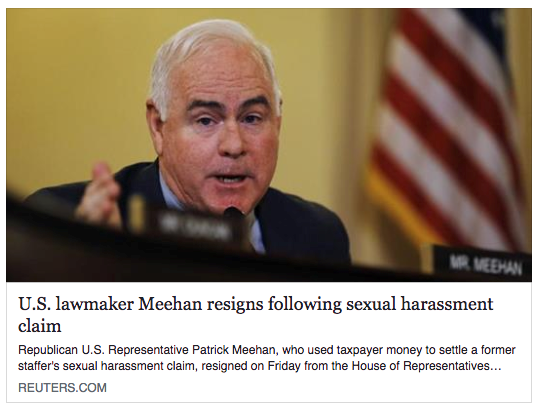 MR. MEEHAN
U.S. lawmaker Meehan resigns following sexual harassment
claim
Republican U.S. Representative Patrick Meehan, who used taxpayer money to settle a former
staffer's sexual harassment claim, resigned on Friday from the House of Representatives…
REUTERS.COM